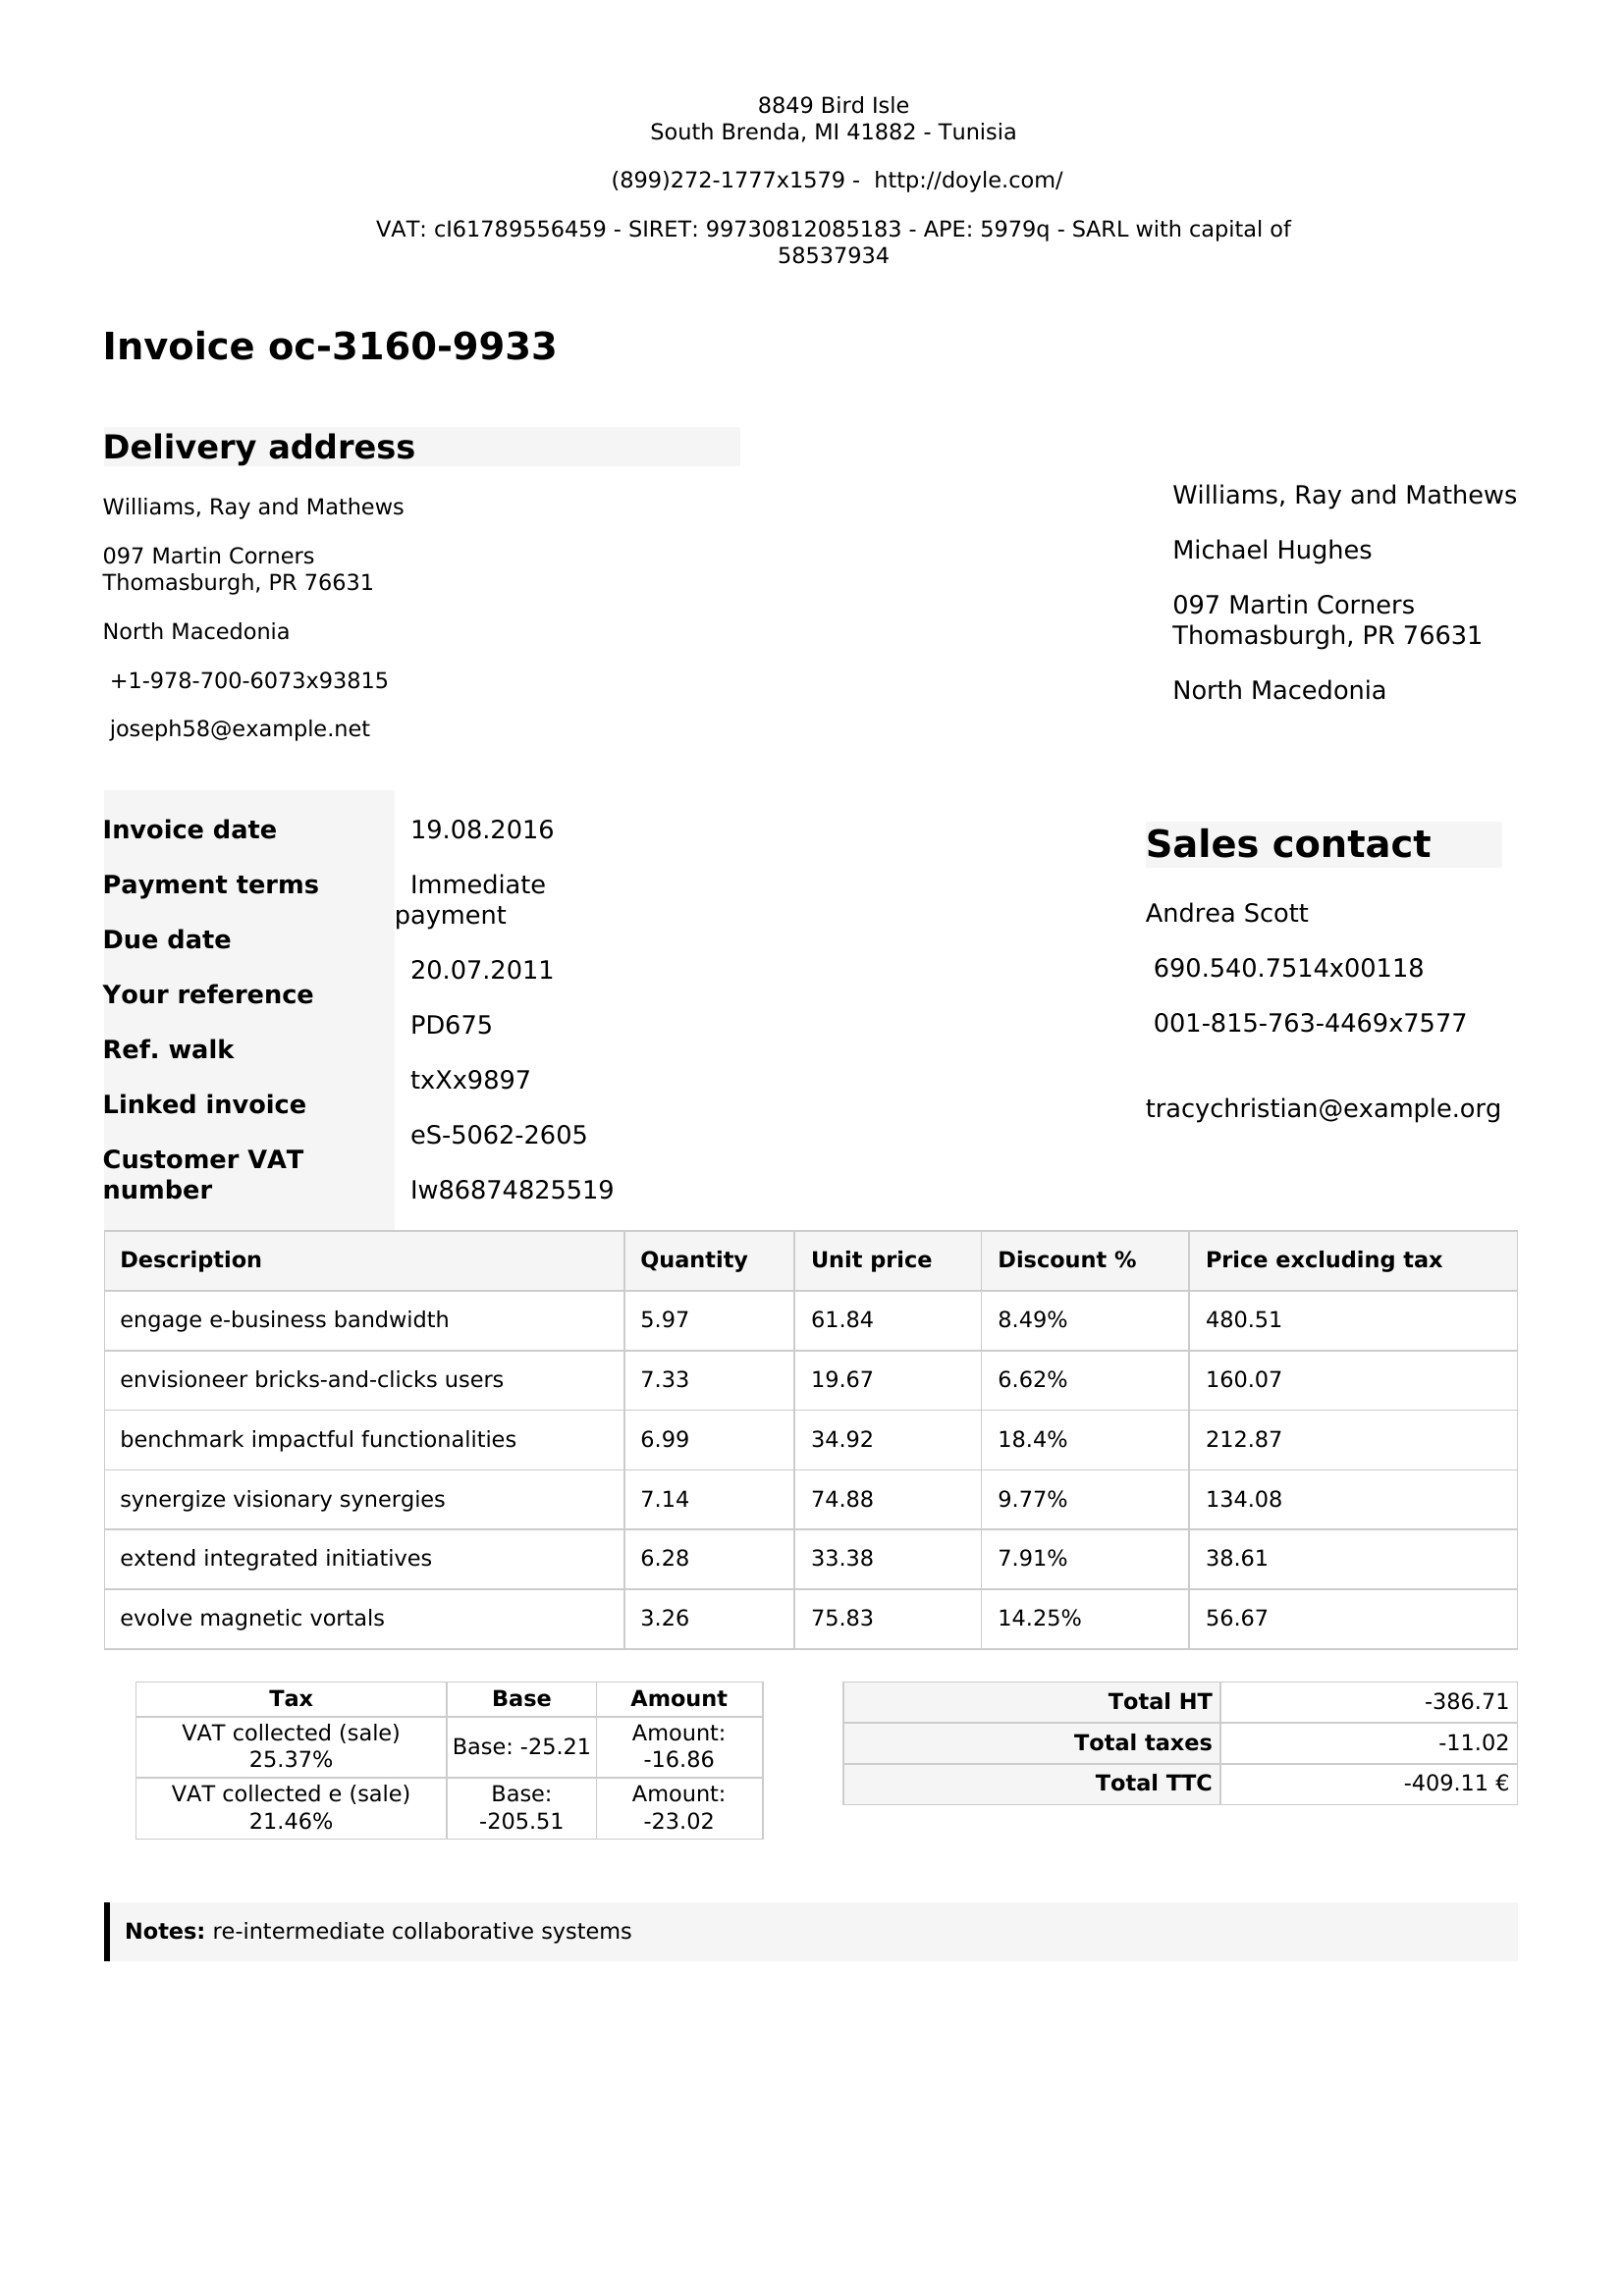 8849 Bird Isle
South Brenda, MI 41882 - Tunisia
(899)272-1777x1579 - http://doyle.com/
VAT: cI61789556459 - SIRET: 99730812085183 - APE: 5979q - SARL with capital of
58537934
Invoice oc-3160-9933
Delivery address
Williams, Ray and Mathews
097 Martin Corners
Thomasburgh, PR 76631
North Macedonia
+1-978-700-6073x93815
joseph58@example.net
Williams, Ray and Mathews
Michael Hughes
097 Martin Corners
Thomasburgh, PR 76631
North Macedonia
Invoice date
Payment terms
Due date
Your reference
Ref. walk
Linked invoice
Customer VAT
number
19.08.2016
Immediate
payment
20.07.2011
PD675
txXx9897
eS-5062-2605
Iw86874825519
Sales contact
Andrea Scott
690.540.7514x00118
001-815-763-4469x7577
tracychristian@example.org
Description Quantity Unit price Discount % Price excluding tax
engage e-business bandwidth 5.97 61.84 8.49% 480.51
envisioneer bricks-and-clicks users 7.33 19.67 6.62% 160.07
benchmark impactful functionalities 6.99 34.92 18.4% 212.87
synergize visionary synergies 7.14 74.88 9.77% 134.08
extend integrated initiatives 6.28 33.38 7.91% 38.61
evolve magnetic vortals 3.26 75.83 14.25% 56.67
Tax Base Amount
VAT collected (sale)
25.37%
Base: -25.21
Amount:
-16.86
VAT collected e (sale)
21.46%
Base:
-205.51
Amount:
-23.02
Total HT -386.71
Total taxes -11.02
Total TTC -409.11 €
Notes: re-intermediate collaborative systems